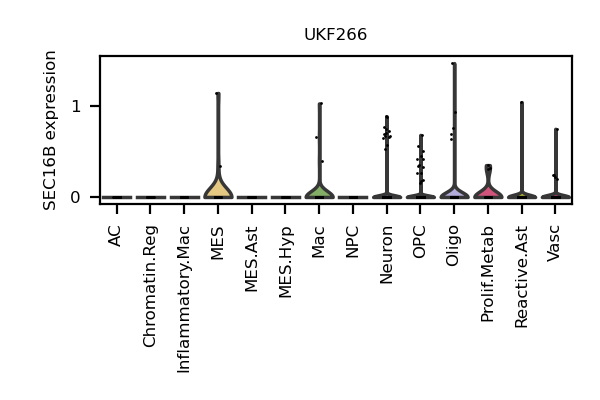 UKF266
SEC16B expression
1
0
AC
Chromatin.Reg
Inflammatory.Mac
MES
MES.Ast
MES.Hyp
Mac
NPC
Neuron
OPC
Oligo
Prolif.Metab
Reactive.Ast
Vasc